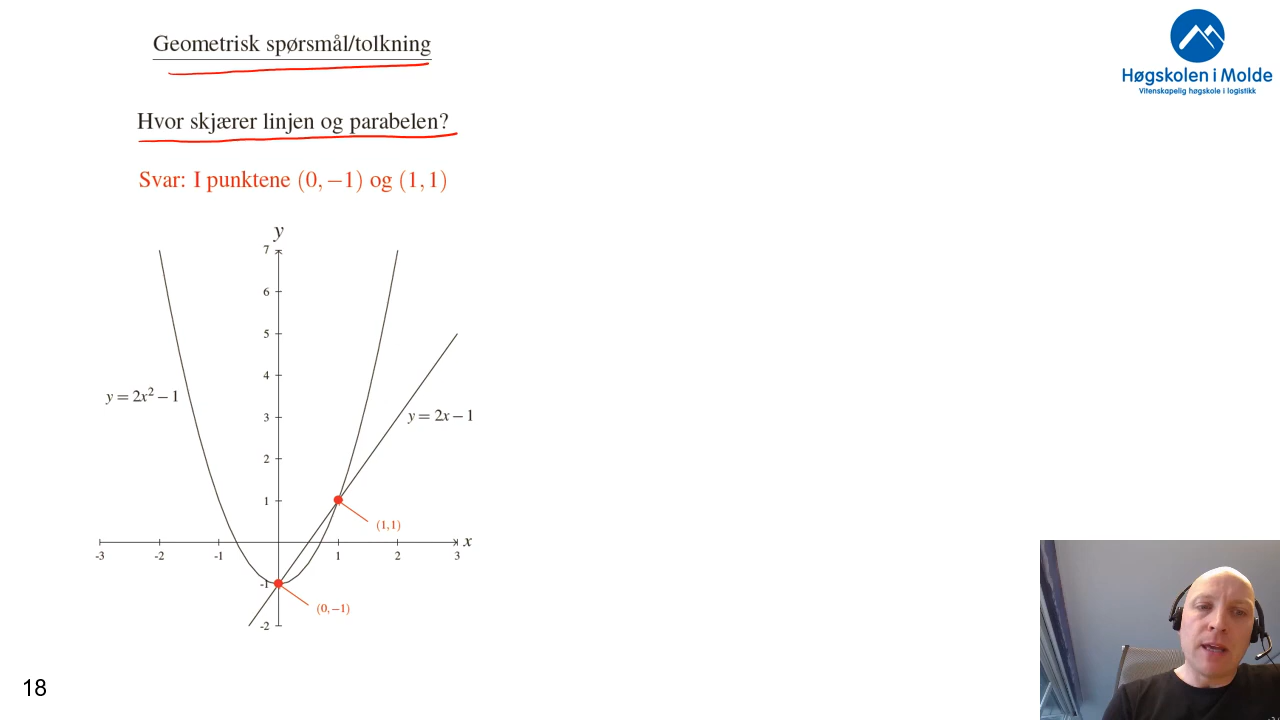 Geometrisk spørsmål/tolkning
Høgskolen i Molde
Vitenskapelig høgskole i logistikk
Hvor skjærer linjen og parabelen?
Svar: I punktene (0, −1) og (1, 1)
y
7
6
5
4
y = 2x² − 1
3
y = 2x − 1
2
1
(1, 1)
x
-3 -2 -1 1 2 3
-1
(0, −1)
-2
18